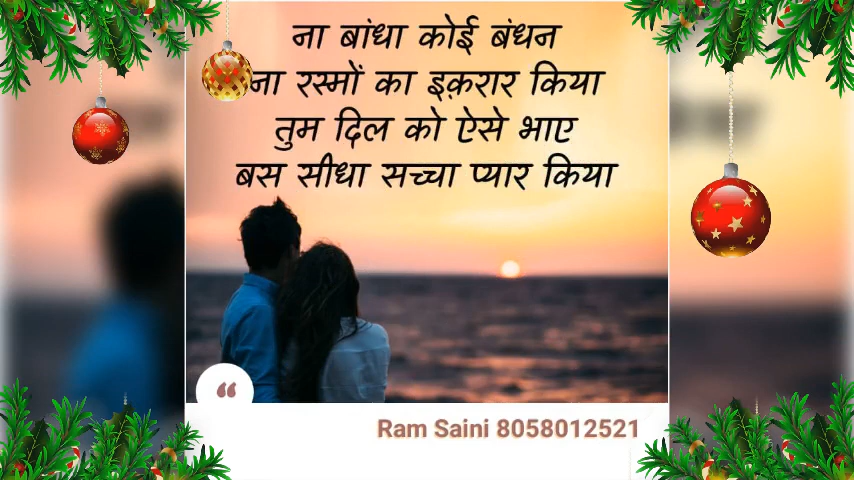 ना बांधा कोई बंधन
ना रस्मों का इक़रार किया
तुम दिल को ऐसे भाए
बस सीधा सच्चा प्यार किया
Ram Saini 8058012521